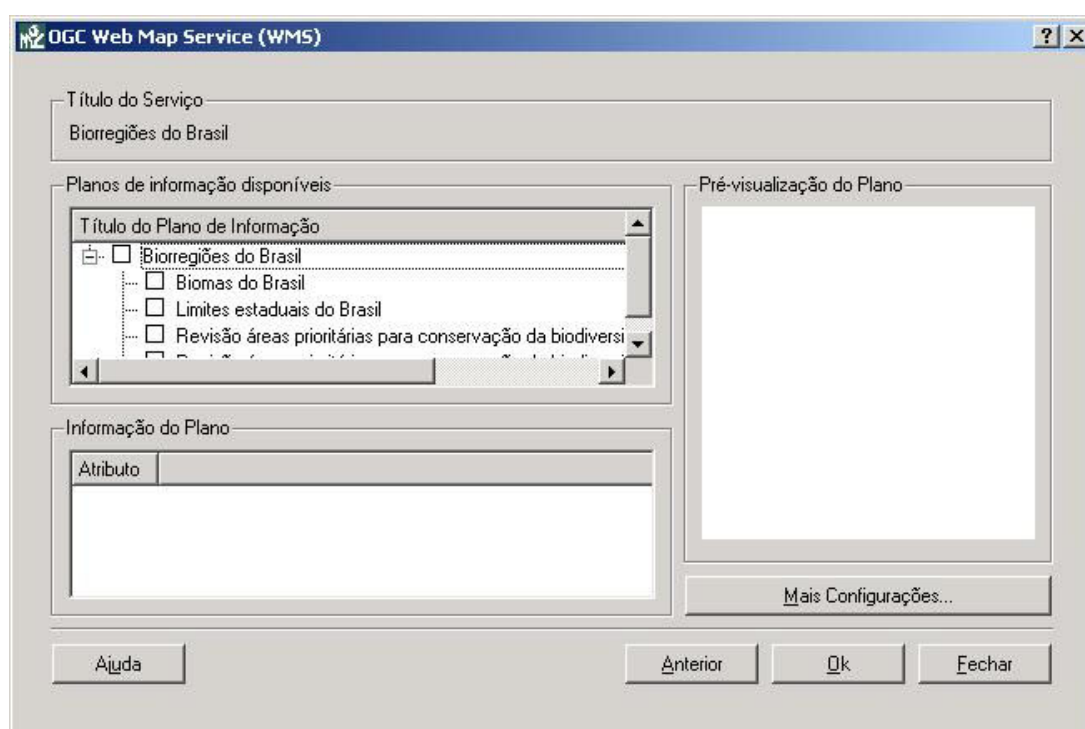 OGC Web Map Service (WMS)
Título do Serviço
Biorregiões do Brasil
Planos de informação disponíveis
Título do Plano de Informação
Biorregiões do Brasil
Biomas do Brasil
Limites estaduais do Brasil
Revisão áreas prioritárias para conservação da biodiversi
Informação do Plano
Atributo
Pré-visualização do Plano
Mais Configurações...
Ajuda
Anterior
Ok
Fechar